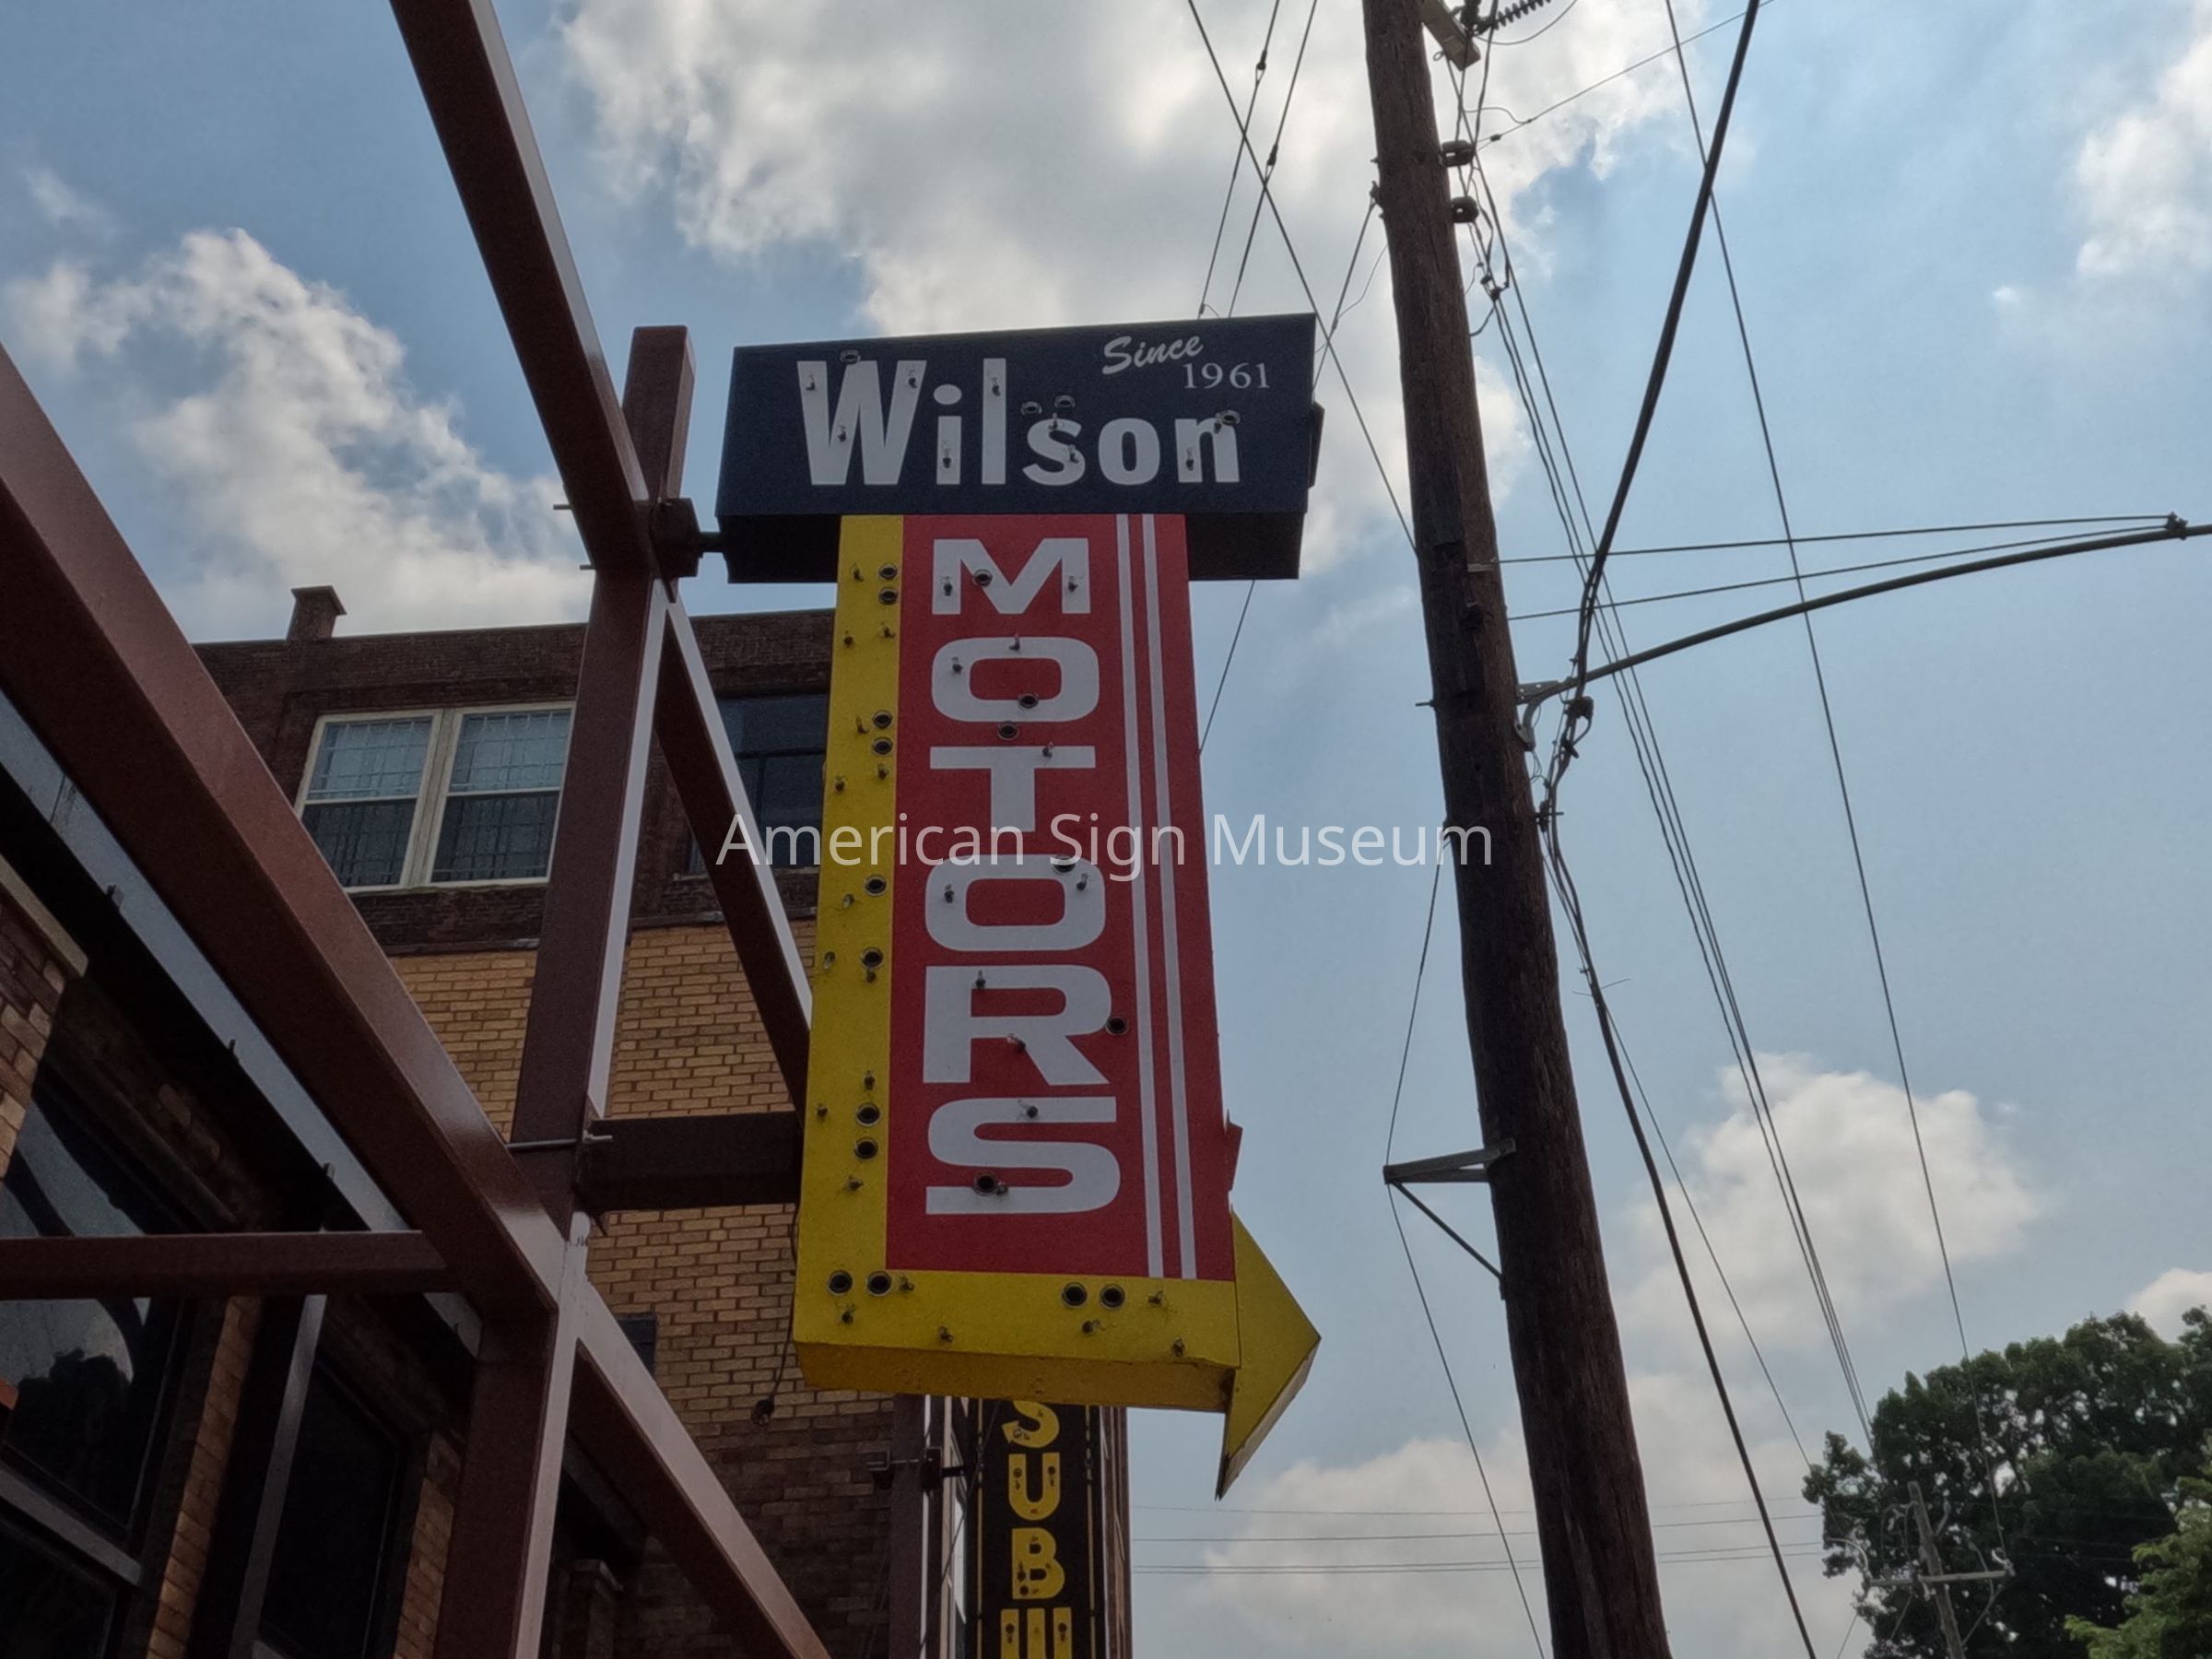 Since
1961
Wilson
MOTORS
American Sign Museum
SUB